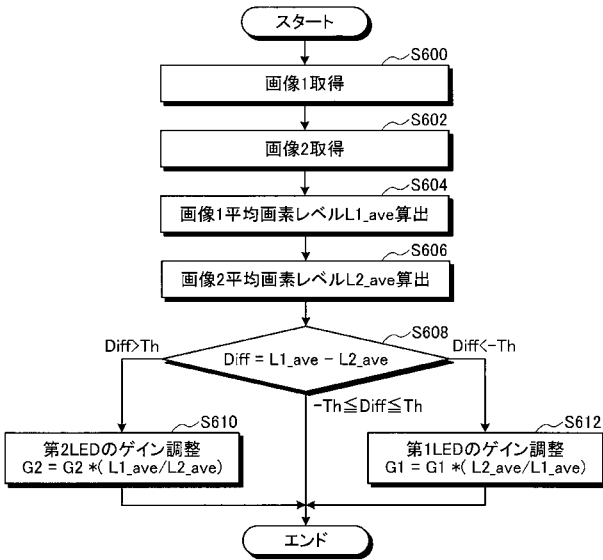 スタート
S600
画像1取得
S602
画像2取得
S604
画像1平均画素レベルL1_ave算出
S606
画像2平均画素レベルL2_ave算出
S608
Diff = L1_ave - L2_ave
Diff>Th
Diff<-Th
-Th≦Diff≦Th
S610
第2LEDのゲイン調整
G2 = G2 *( L1_ave/L2_ave)
S612
第1LEDのゲイン調整
G1 = G1 *( L2_ave/L1_ave)
エンド